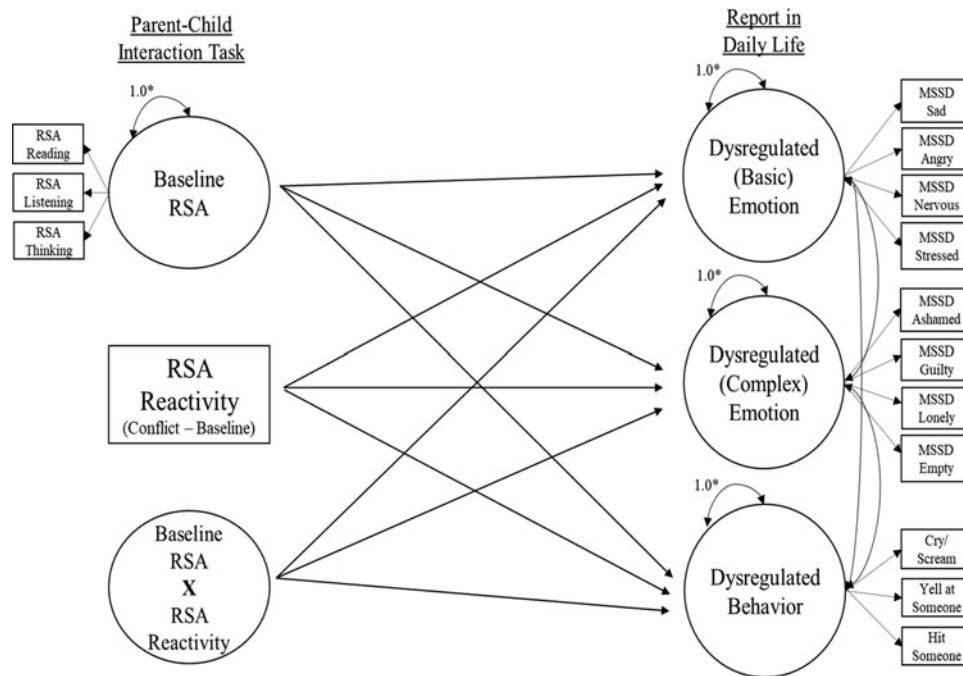 Parent-Child
Interaction Task
1.0*
RSA
Reading
RSA
Listening
RSA
Thinking
Baseline
RSA
RSA
Reactivity
(Conflict – Baseline)
Baseline
RSA
X
RSA
Reactivity
Report in
Daily Life
1.0*
Dysregulated
(Basic)
Emotion
MSSD
Sad
MSSD
Angry
MSSD
Nervous
MSSD
Stressed
1.0*
Dysregulated
(Complex)
Emotion
MSSD
Ashamed
MSSD
Guilty
MSSD
Lonely
MSSD
Empty
1.0*
Dysregulated
Behavior
Cry/
Scream
Yell at
Someone
Hit
Someone